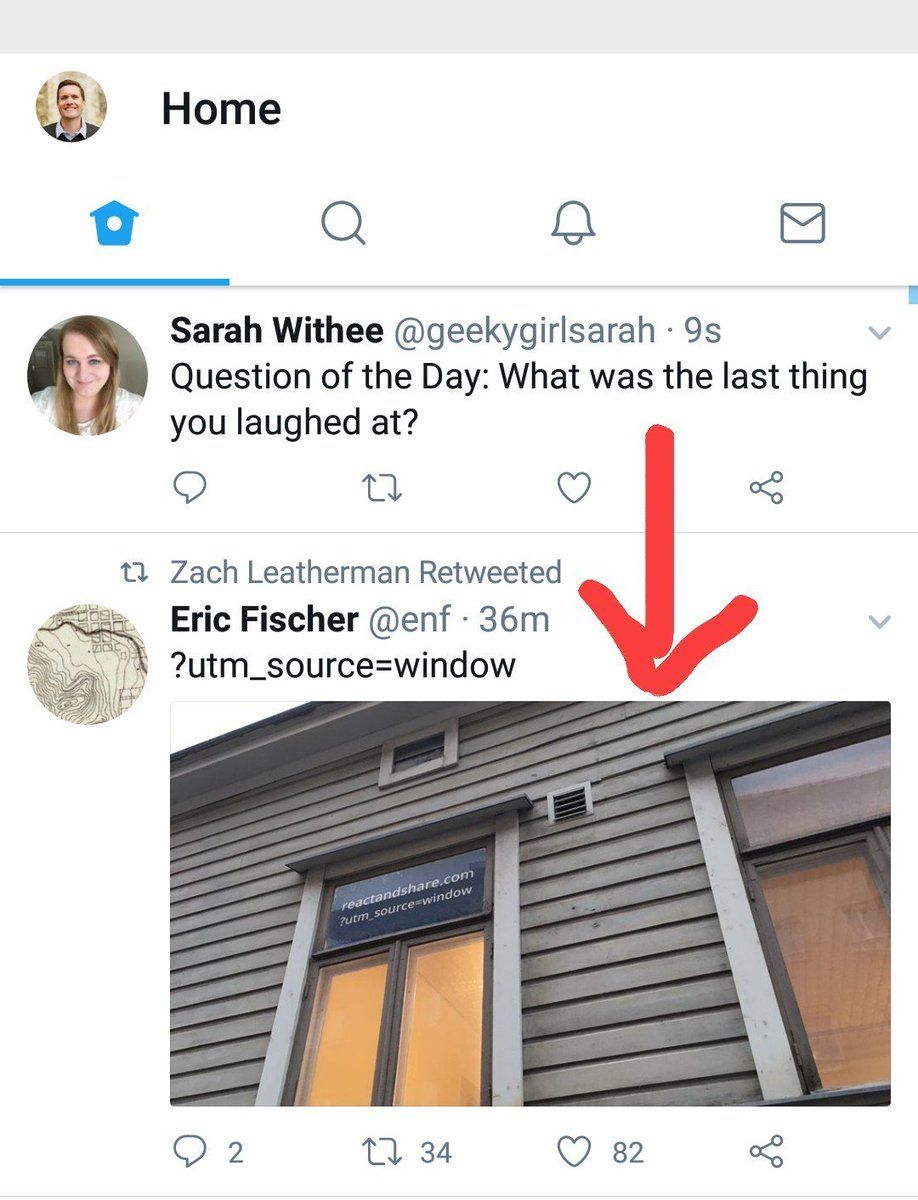 Home
Sarah Withee @geekygirlsarah · 9s
Question of the Day: What was the last thing
you laughed at?
Zach Leatherman Retweeted
Eric Fischer @enf · 36m
?utm_source=window
reactandshare.com
?utm_source=window
2 34 82